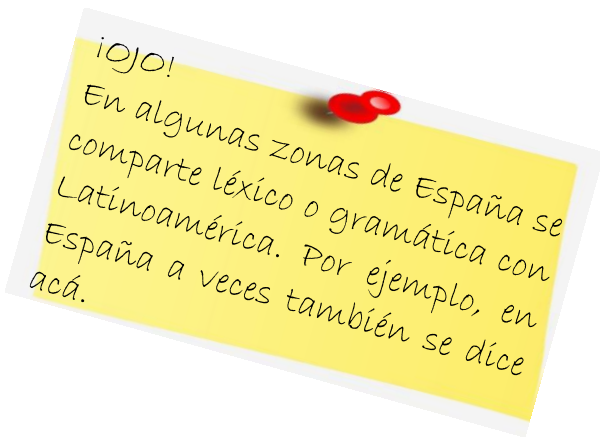 ¡OJO!
En algunas zonas de España se
comparte léxico o gramática con
Latinoamérica. Por ejemplo, en
España a veces también se dice
acá.